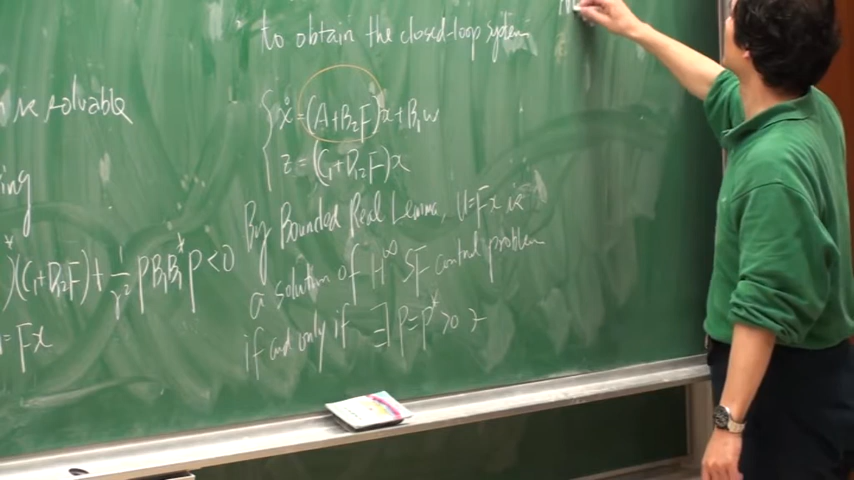 is solvable
)(C₁+D₁₂F)+ 1/γ² PB₁B₁*P<0
=Fx
to obtain the closed-loop system
ẋ=(A+B₂F)x+B₁w
z=(C₁+D₁₂F)x
By Bounded Real Lemma, u=Fx is
a solution of H^∞ SF control problem
if and only if ∃P=P*>0